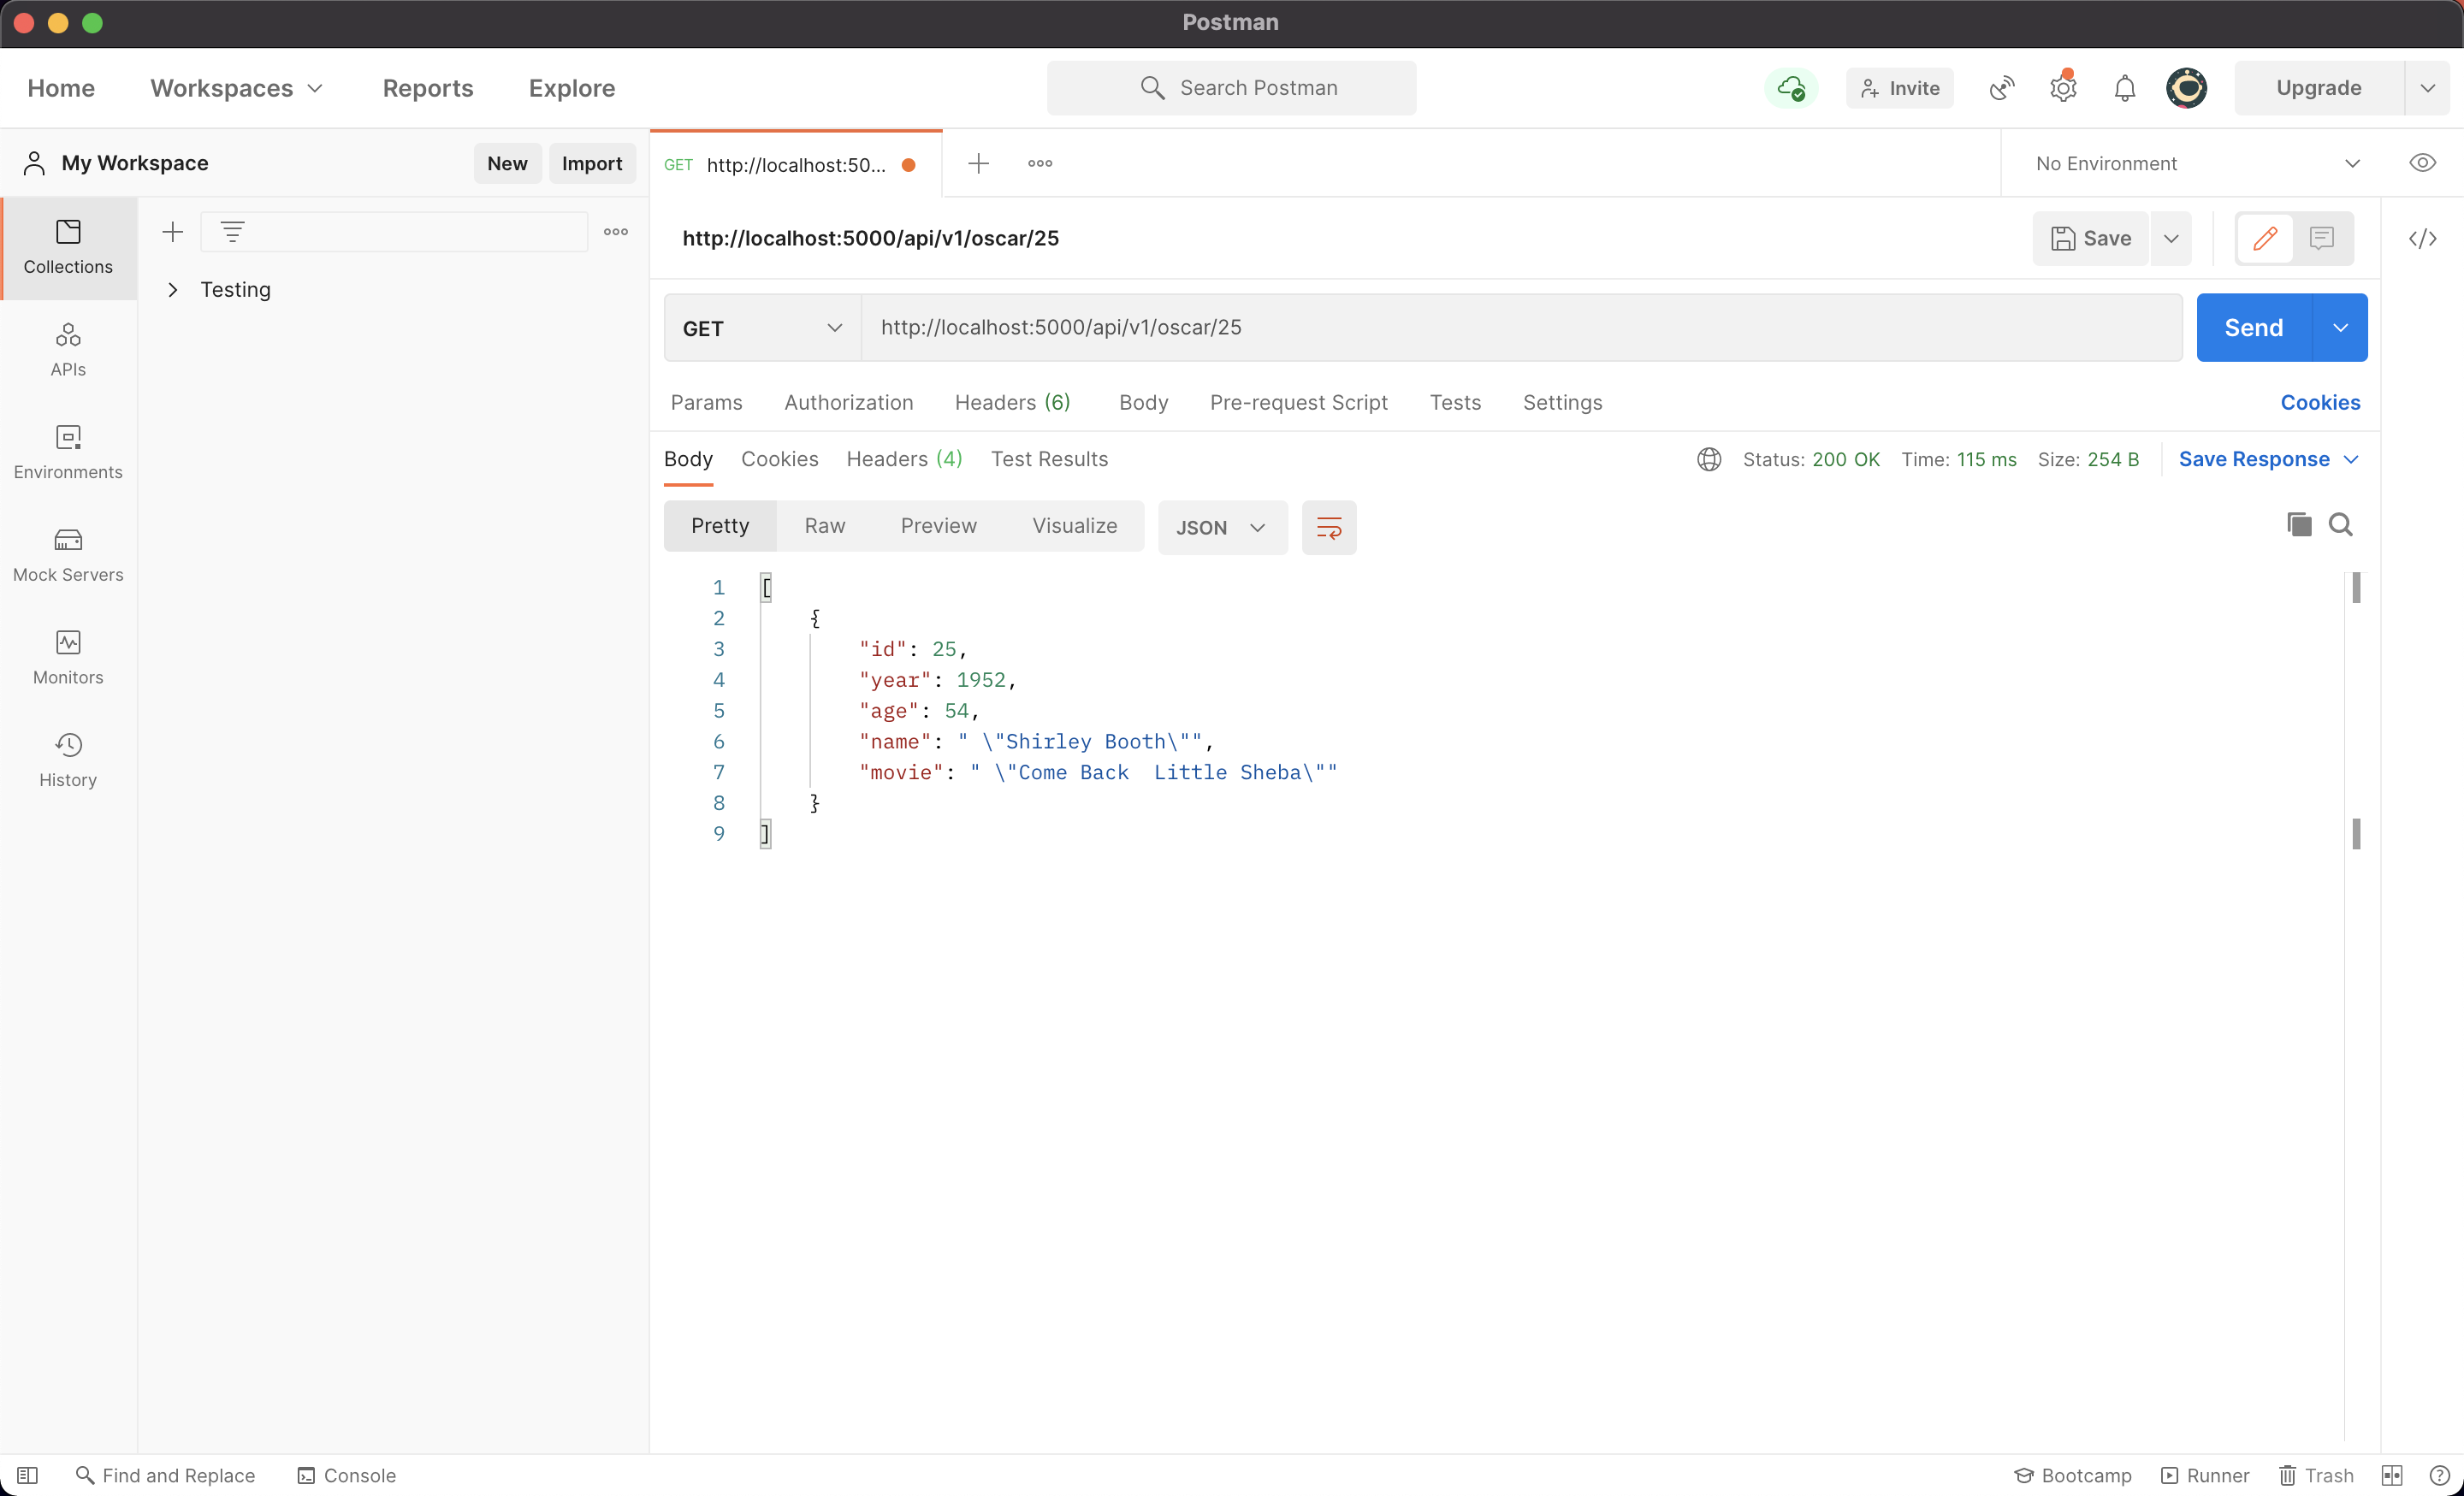 Postman
Home Workspaces Reports Explore Search Postman Invite Upgrade
My Workspace New Import GET http://localhost:50... No Environment
http://localhost:5000/api/v1/oscar/25 Save
Collections
Testing
GET http://localhost:5000/api/v1/oscar/25 Send
APIs
Params Authorization Headers (6) Body Pre-request Script Tests Settings Cookies
Environments
Body Cookies Headers (4) Test Results Status: 200 OK Time: 115 ms Size: 254 B Save Response
Pretty Raw Preview Visualize JSON
Mock Servers
Monitors
History
1 [
2 {
3 "id": 25,
4 "year": 1952,
5 "age": 54,
6 "name": " \"Shirley Booth\"",
7 "movie": " \"Come Back  Little Sheba\""
8 }
9 ]
Find and Replace Console Bootcamp Runner Trash